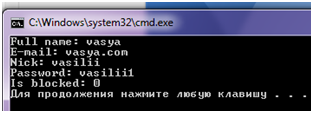 C:\Windows\system32\cmd.exe
Full name: vasya
E-mail: vasya.com
Nick: vasilii
Password: vasilii1
Is blocked: 0
Для продолжения нажмите любую клавишу . . .